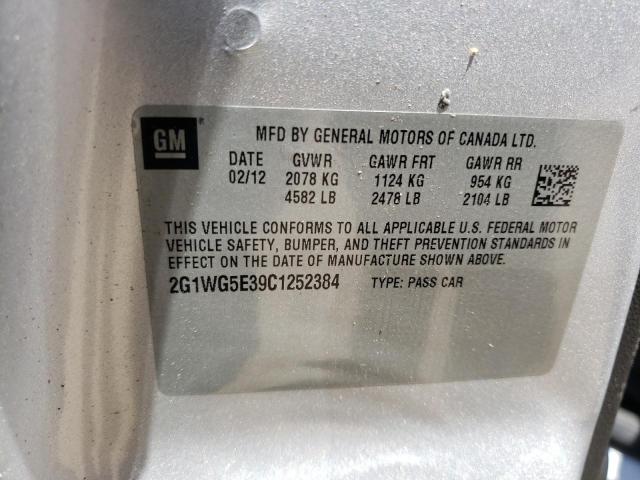 GM
MFD BY GENERAL MOTORS OF CANADA LTD.
DATE GVWR GAWR FRT GAWR RR
02/12 2078 KG 1124 KG 954 KG
4582 LB 2478 LB 2104 LB
THIS VEHICLE CONFORMS TO ALL APPLICABLE U.S. FEDERAL MOTOR
VEHICLE SAFETY, BUMPER, AND THEFT PREVENTION STANDARDS IN
EFFECT ON THE DATE OF MANUFACTURE SHOWN ABOVE.
2G1WG5E39C1252384 TYPE: PASS CAR